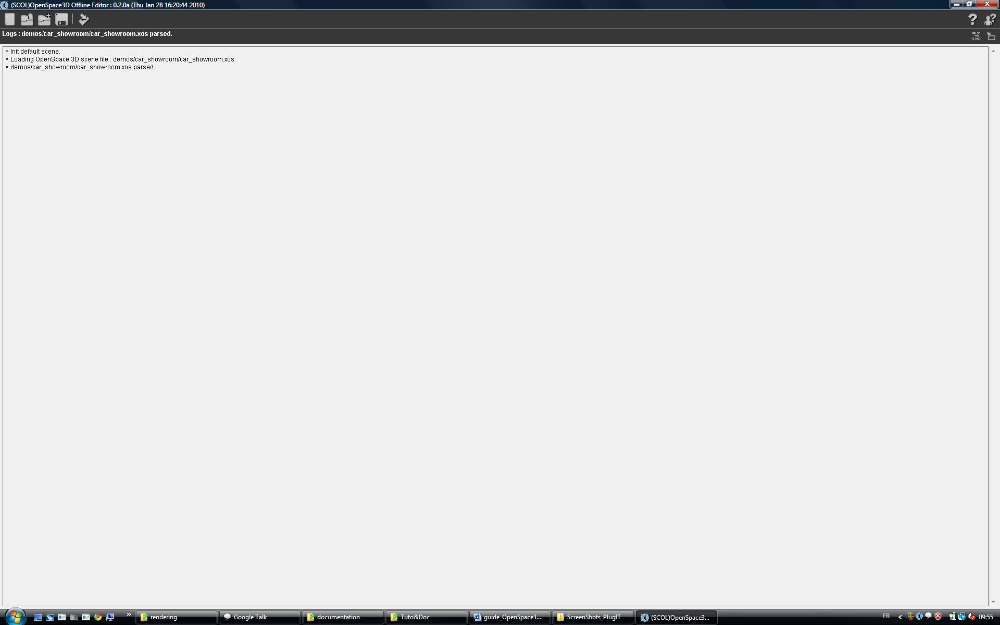 (SCOL)OpenSpace3D Offline Editor : 0.2.0a (Thu Jan 28 16:20:44 2010)
Logs : demos/car_showroom/car_showroom.xos parsed.
<LOG>
> Init default scene.
> Loading OpenSpace 3D scene file : demos/car_showroom/car_showroom.xos
> demos/car_showroom/car_showroom.xos parsed.
» rendering Google Talk documentation Tuto&Doc guide_OpenSpace3... ScreenShots_PlugIT (SCOL)OpenSpace3... FR < 09:55